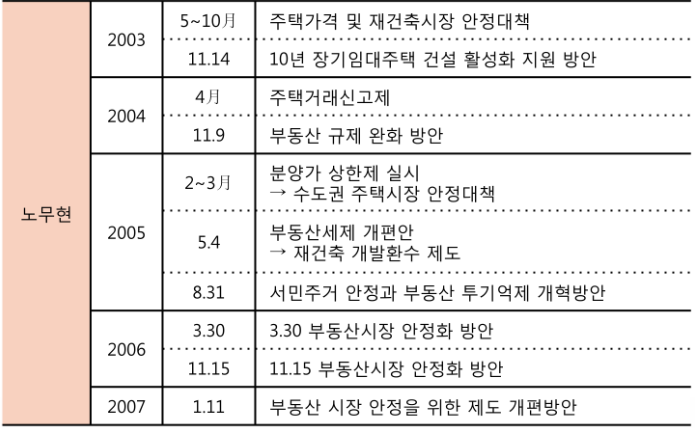 노무현
2003
5~10月
주택가격 및 재건축시장 안정대책
11.14
10년 장기임대주택 건설 활성화 지원 방안
2004
4月
주택거래신고제
11.9
부동산 규제 완화 방안
2005
2~3月
분양가 상한제 실시
→ 수도권 주택시장 안정대책
5.4
부동산세제 개편안
→ 재건축 개발환수 제도
8.31
서민주거 안정과 부동산 투기억제 개혁방안
2006
3.30
3.30 부동산시장 안정화 방안
11.15
11.15 부동산시장 안정화 방안
2007
1.11
부동산 시장 안정을 위한 제도 개편방안